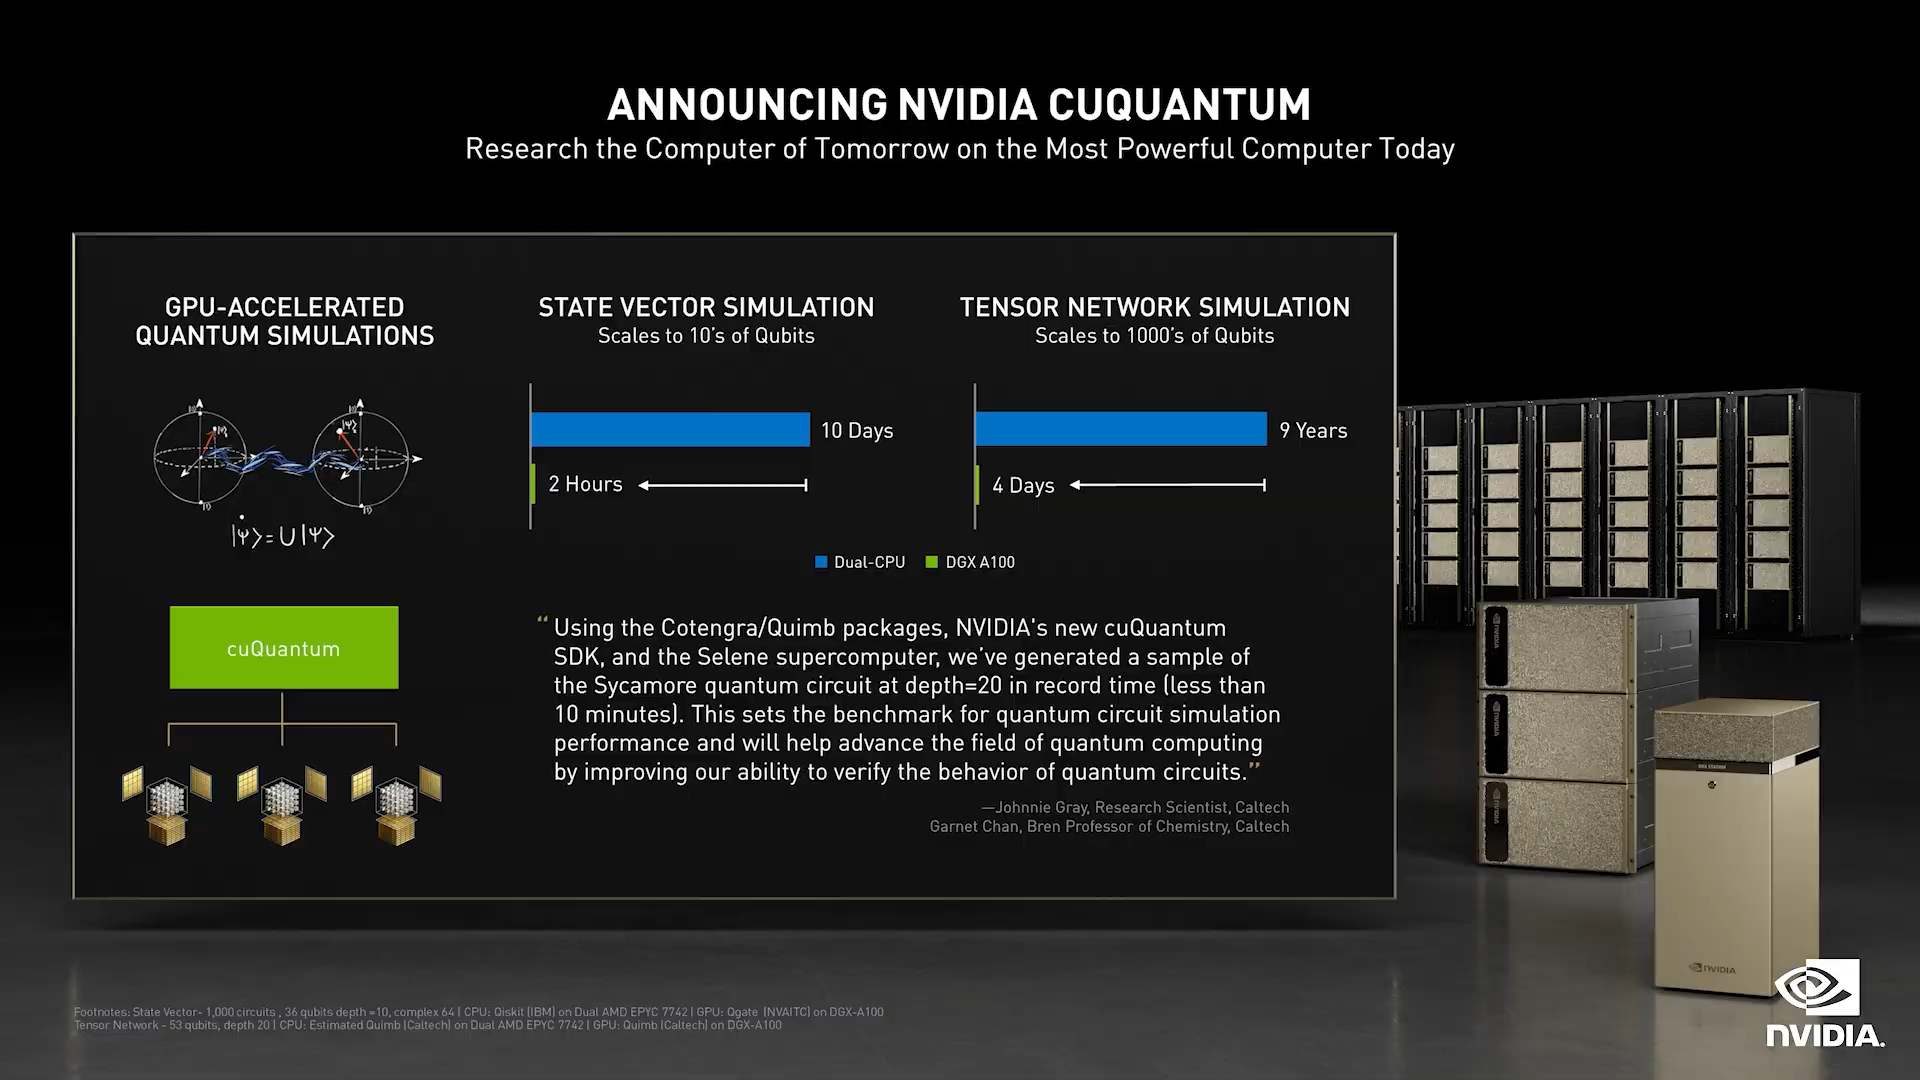 ANNOUNCING NVIDIA CUQUANTUM
Research the Computer of Tomorrow on the Most Powerful Computer Today
GPU-ACCELERATED
QUANTUM SIMULATIONS
|ψ̇⟩=U|ψ⟩
cuQuantum
STATE VECTOR SIMULATION
Scales to 10's of Qubits
10 Days
2 Hours
TENSOR NETWORK SIMULATION
Scales to 1000's of Qubits
9 Years
4 Days
Dual-CPU
DGX A100
“Using the Cotengra/Quimb packages, NVIDIA's new cuQuantum
SDK, and the Selene supercomputer, we've generated a sample of
the Sycamore quantum circuit at depth=20 in record time (less than
10 minutes). This sets the benchmark for quantum circuit simulation
performance and will help advance the field of quantum computing
by improving our ability to verify the behavior of quantum circuits.”
—Johnnie Gray, Research Scientist, Caltech
Garnet Chan, Bren Professor of Chemistry, Caltech
NVIDIA
NVIDIA.
Footnotes: State Vector- 1,000 circuits , 36 qubits depth =10, complex 64 | CPU: Qiskit (IBM) on Dual AMD EPYC 7742 | GPU: Qgate (NVAITC) on DGX-A100
Tensor Network - 53 qubits, depth 20 | CPU: Estimated Quimb (Caltech) on Dual AMD EPYC 7742 | GPU: Quimb (Caltech) on DGX-A100